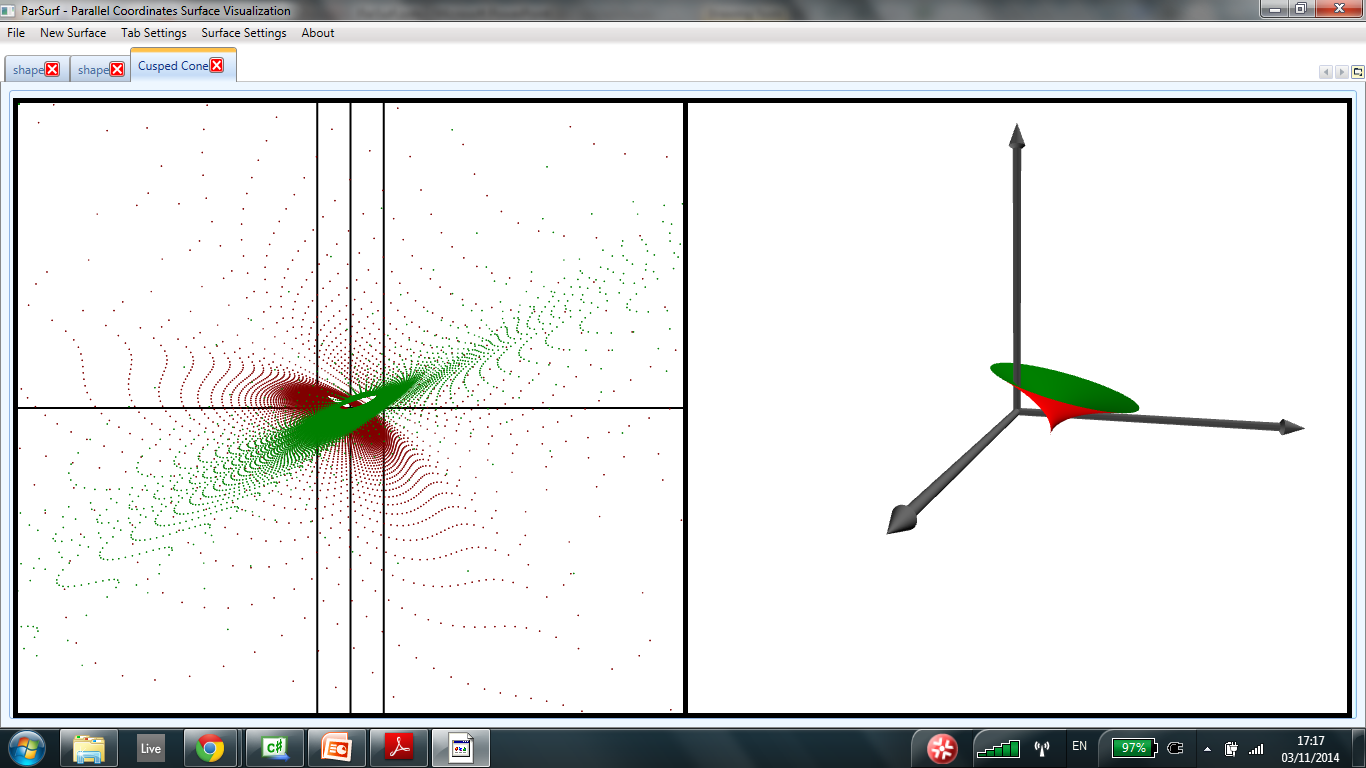 ParSurf - Parallel Coordinates Surface Visualization
File New Surface Tab Settings Surface Settings About
shape shape Cusped Cone
Live C# EN 97% 17:17
03/11/2014